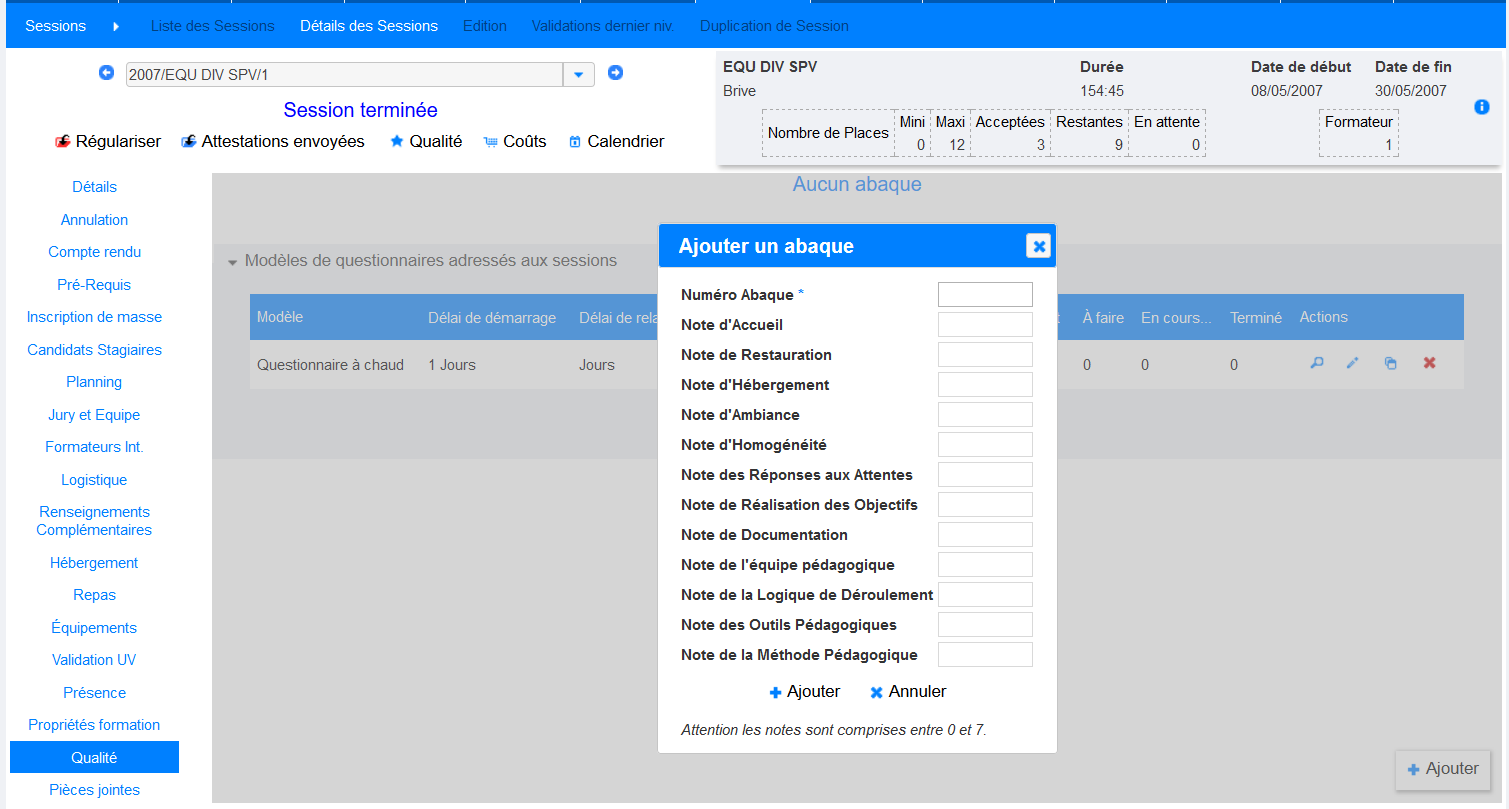 Sessions Liste des Sessions Détails des Sessions Edition Validations dernier niv. Duplication de Session
2007/EQU DIV SPV/1
Session terminée
Régulariser Attestations envoyées Qualité Coûts Calendrier
EQU DIV SPV Durée Date de début Date de fin
Brive 154:45 08/05/2007 30/05/2007
Nombre de Places Mini Maxi Acceptées Restantes En attente Formateur
0 12 3 9 0 1
Détails
Annulation
Compte rendu
Pré-Requis
Inscription de masse
Candidats Stagiaires
Planning
Jury et Equipe
Formateurs Int.
Logistique
Renseignements
Complémentaires
Hébergement
Repas
Équipements
Validation UV
Présence
Propriétés formation
Qualité
Pièces jointes
Aucun abaque
Modèles de questionnaires adressés aux sessions
Modèle Délai de démarrage Délai de rela t À faire En cours... Terminé Actions
Questionnaire à chaud 1 Jours Jours 0 0 0
Ajouter un abaque
Numéro Abaque *
Note d'Accueil
Note de Restauration
Note d'Hébergement
Note d'Ambiance
Note d'Homogénéité
Note des Réponses aux Attentes
Note de Réalisation des Objectifs
Note de Documentation
Note de l'équipe pédagogique
Note de la Logique de Déroulement
Note des Outils Pédagogiques
Note de la Méthode Pédagogique
Ajouter Annuler
Attention les notes sont comprises entre 0 et 7.
Ajouter